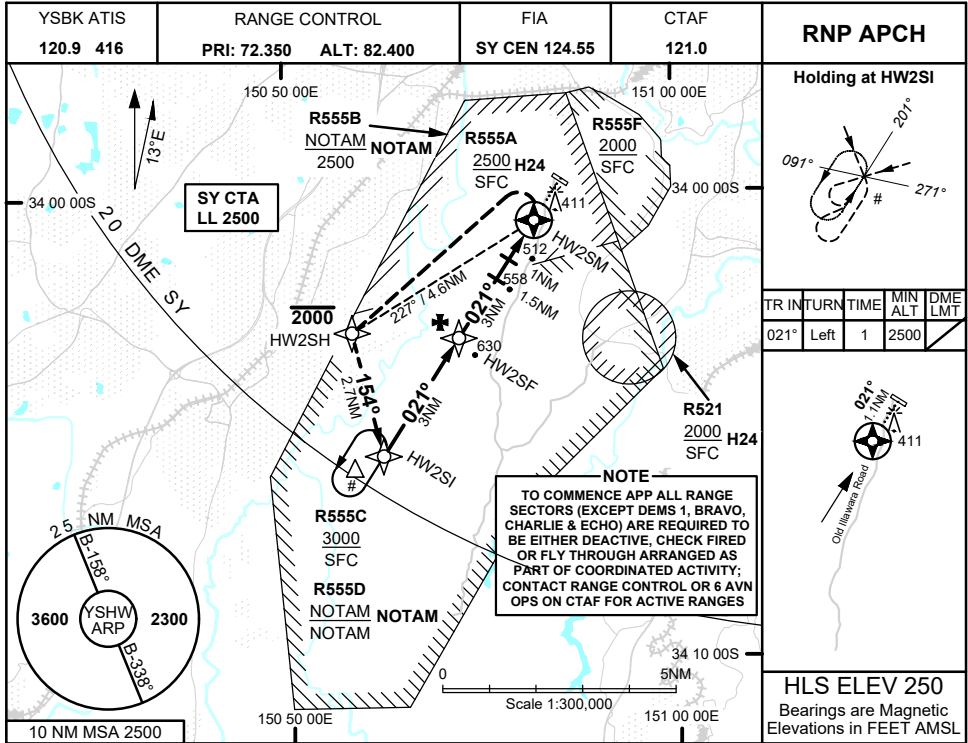 YSBK ATIS
120.9 416
RANGE CONTROL
PRI: 72.350 ALT: 82.400
FIA
SY CEN 124.55
CTAF
121.0
RNP APCH
150 50 00E
151 00 00E
13°E
R555B
NOTAM
2500
NOTAM
R555A
2500
SFC
H24
R555F
2000
SFC
34 00 00S
34 00 00S
SY CTA
LL 2500
20 DME SY
411
HW2SM
512
558
1NM
1.5NM
227° / 4.6NM
021°
3NM
2000
HW2SH
630
HW2SF
154°
2.7NM
021°
3NM
HW2SI
#
R521
2000
SFC
H24
R555C
3000
SFC
R555D
NOTAM
NOTAM
NOTAM
NOTE
TO COMMENCE APP ALL RANGE
SECTORS (EXCEPT DEMS 1, BRAVO,
CHARLIE & ECHO) ARE REQUIRED TO
BE EITHER DEACTIVE, CHECK FIRED
OR FLY THROUGH ARRANGED AS
PART OF COORDINATED ACTIVITY;
CONTACT RANGE CONTROL OR 6 AVN
OPS ON CTAF FOR ACTIVE RANGES
25 NM MSA
B-158°
3600
YSHW
ARP
2300
B-338°
10 NM MSA 2500
34 10 00S
0
5NM
Scale 1:300,000
150 50 00E
151 00 00E
Holding at HW2SI
201°
091°
271°
#
TR IN TURN TIME MIN ALT DME LMT
021° Left 1 2500
021°
1.1NM
411
Old Illawara Road
HLS ELEV 250
Bearings are Magnetic
Elevations in FEET AMSL